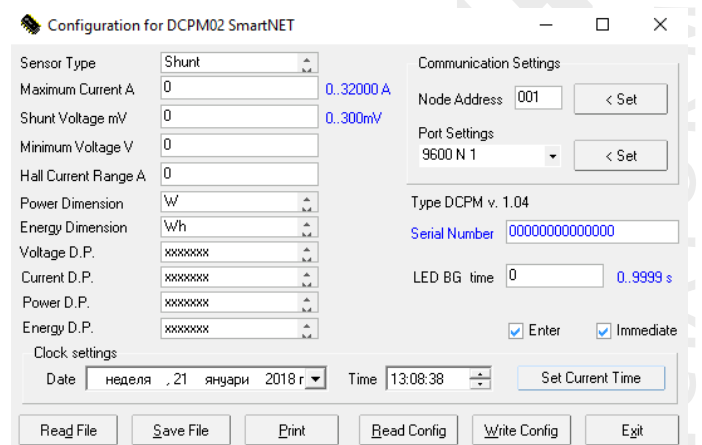 Configuration for DCPM02 SmartNET
Sensor Type Shunt
Maximum Current A 0 0..32000 A
Shunt Voltage mV 0 0..300mV
Minimum Voltage V 0
Hall Current Range A 0
Power Dimension W
Energy Dimension Wh
Voltage D.P. xxxxxxx
Current D.P. xxxxxxx
Power D.P. xxxxxxx
Energy D.P. xxxxxxx
Communication Settings
Node Address 001 < Set
Port Settings
9600 N 1 < Set
Type DCPM v. 1.04
Serial Number 00000000000000
LED BG time 0 0..9999 s
Enter Immediate
Clock settings
Date неделя , 21 януари 2018 г Time 13:08:38 Set Current Time
Read File Save File Print Read Config Write Config Exit